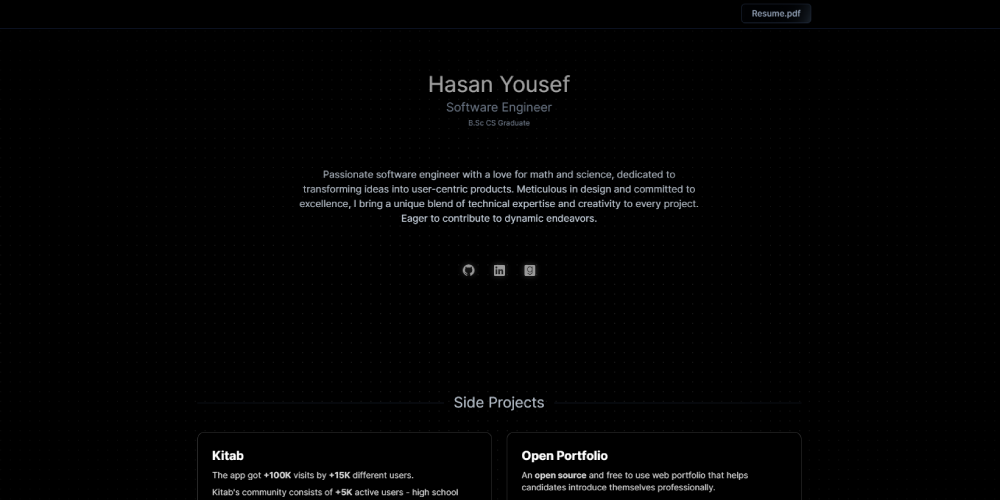 Resume.pdf
Hasan Yousef
Software Engineer
B.Sc CS Graduate
Passionate software engineer with a love for math and science, dedicated to
transforming ideas into user-centric products. Meticulous in design and committed to
excellence, I bring a unique blend of technical expertise and creativity to every project.
Eager to contribute to dynamic endeavors.
in
g
Side Projects
Kitab
The app got +100K visits by +15K different users.
Kitab's community consists of +5K active users - high school
Open Portfolio
An open source and free to use web portfolio that helps
candidates introduce themselves professionally.